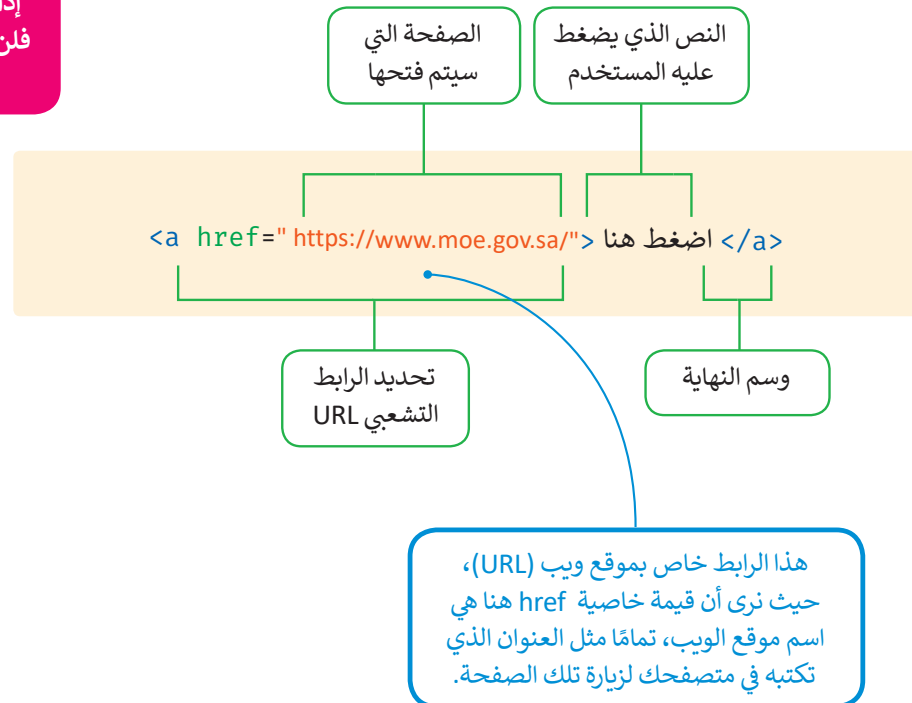 فلن
النص الذي يضغط
عليه المستخدم
الصفحة التي
سيتم فتحها
<a href=" https://www.moe.gov.sa/"> اضغط هنا </a>
وسم النهاية
تحديد الرابط
التشعبي URL
هذا الرابط خاص بموقع ويب (URL)،
حيث نرى أن قيمة خاصية href هنا هي
اسم موقع الويب، تمامًا مثل العنوان الذي
تكتبه في متصفحك لزيارة تلك الصفحة.